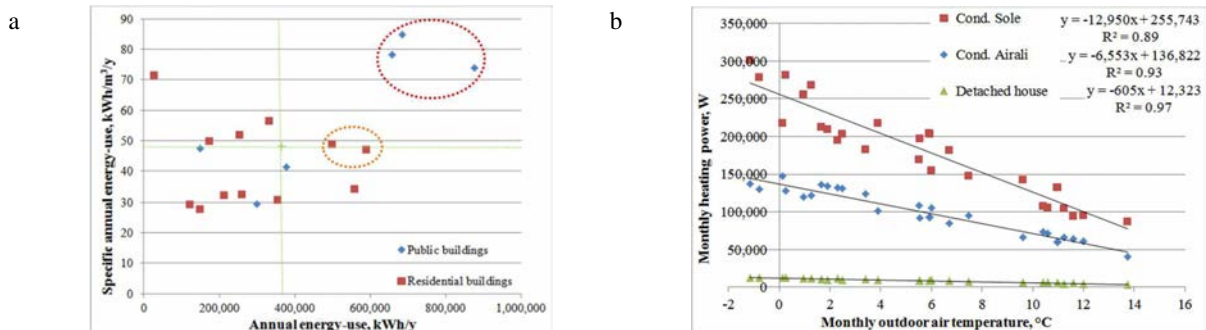 a
Specific annual energy-use, kWh/m³/y
90
80
70
60
50
40
30
20
10
0
Public buildings
Residential buildings
0 200,000 400,000 600,000 800,000 1,000,000
Annual energy-use, kWh/y
b
Monthly heating power, W
350,000
300,000
250,000
200,000
150,000
100,000
50,000
0
Cond. Sole y = -12,950x + 255,743
R² = 0.89
Cond. Airali y = -6,553x + 136,822
R² = 0.93
Detached house y = -605x + 12,323
R² = 0.97
-2 0 2 4 6 8 10 12 14 16
Monthly outdoor air temperature, °C